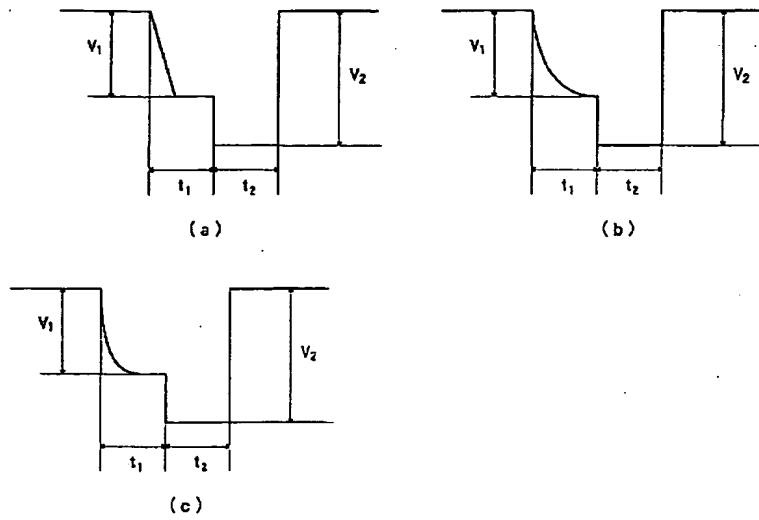 V₁
V₂
t₁ t₂
(a)
V₁
V₂
t₁ t₂
(b)
V₁
V₂
t₁ t₂
(c)